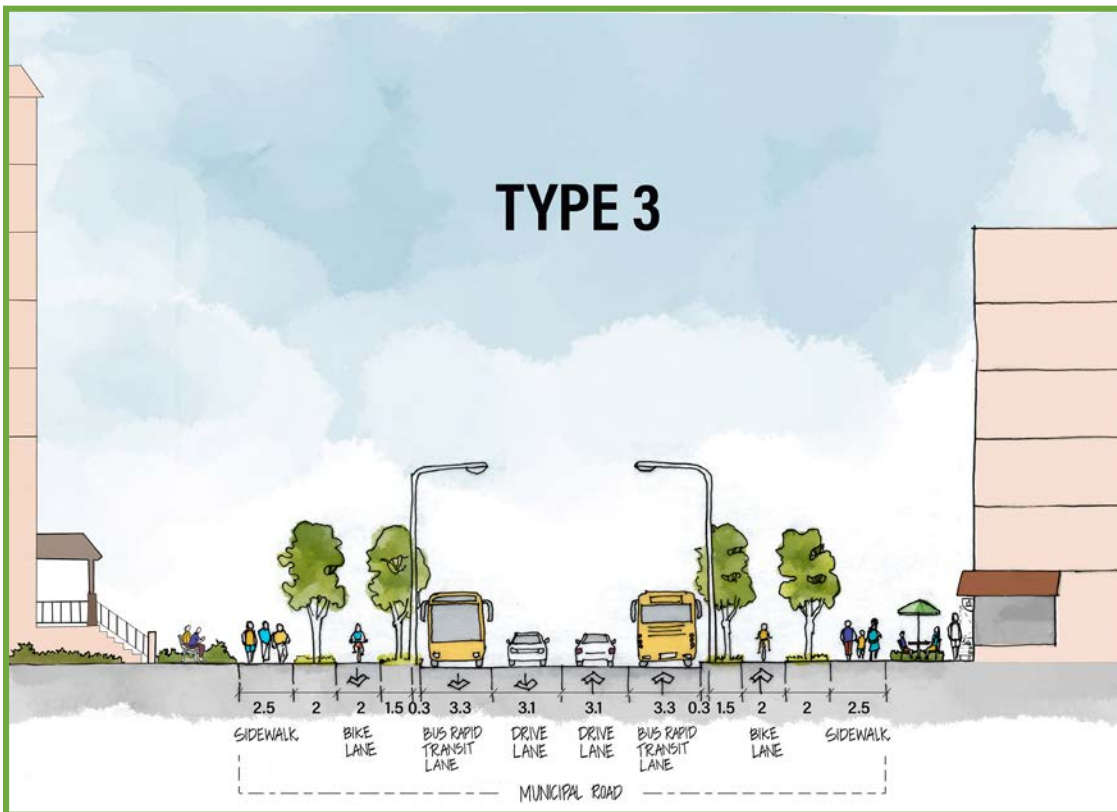 TYPE 3
2.5 2 2 1.5 0.3 3.3 3.1 3.1 3.3 0.3 1.5 2 2 2.5
SIDEWALK
BIKE
LANE
BUS RAPID
TRANSIT
LANE
DRIVE
LANE
DRIVE
LANE
BUS RAPID
TRANSIT
LANE
BIKE
LANE
SIDEWALK
MUNICIPAL ROAD